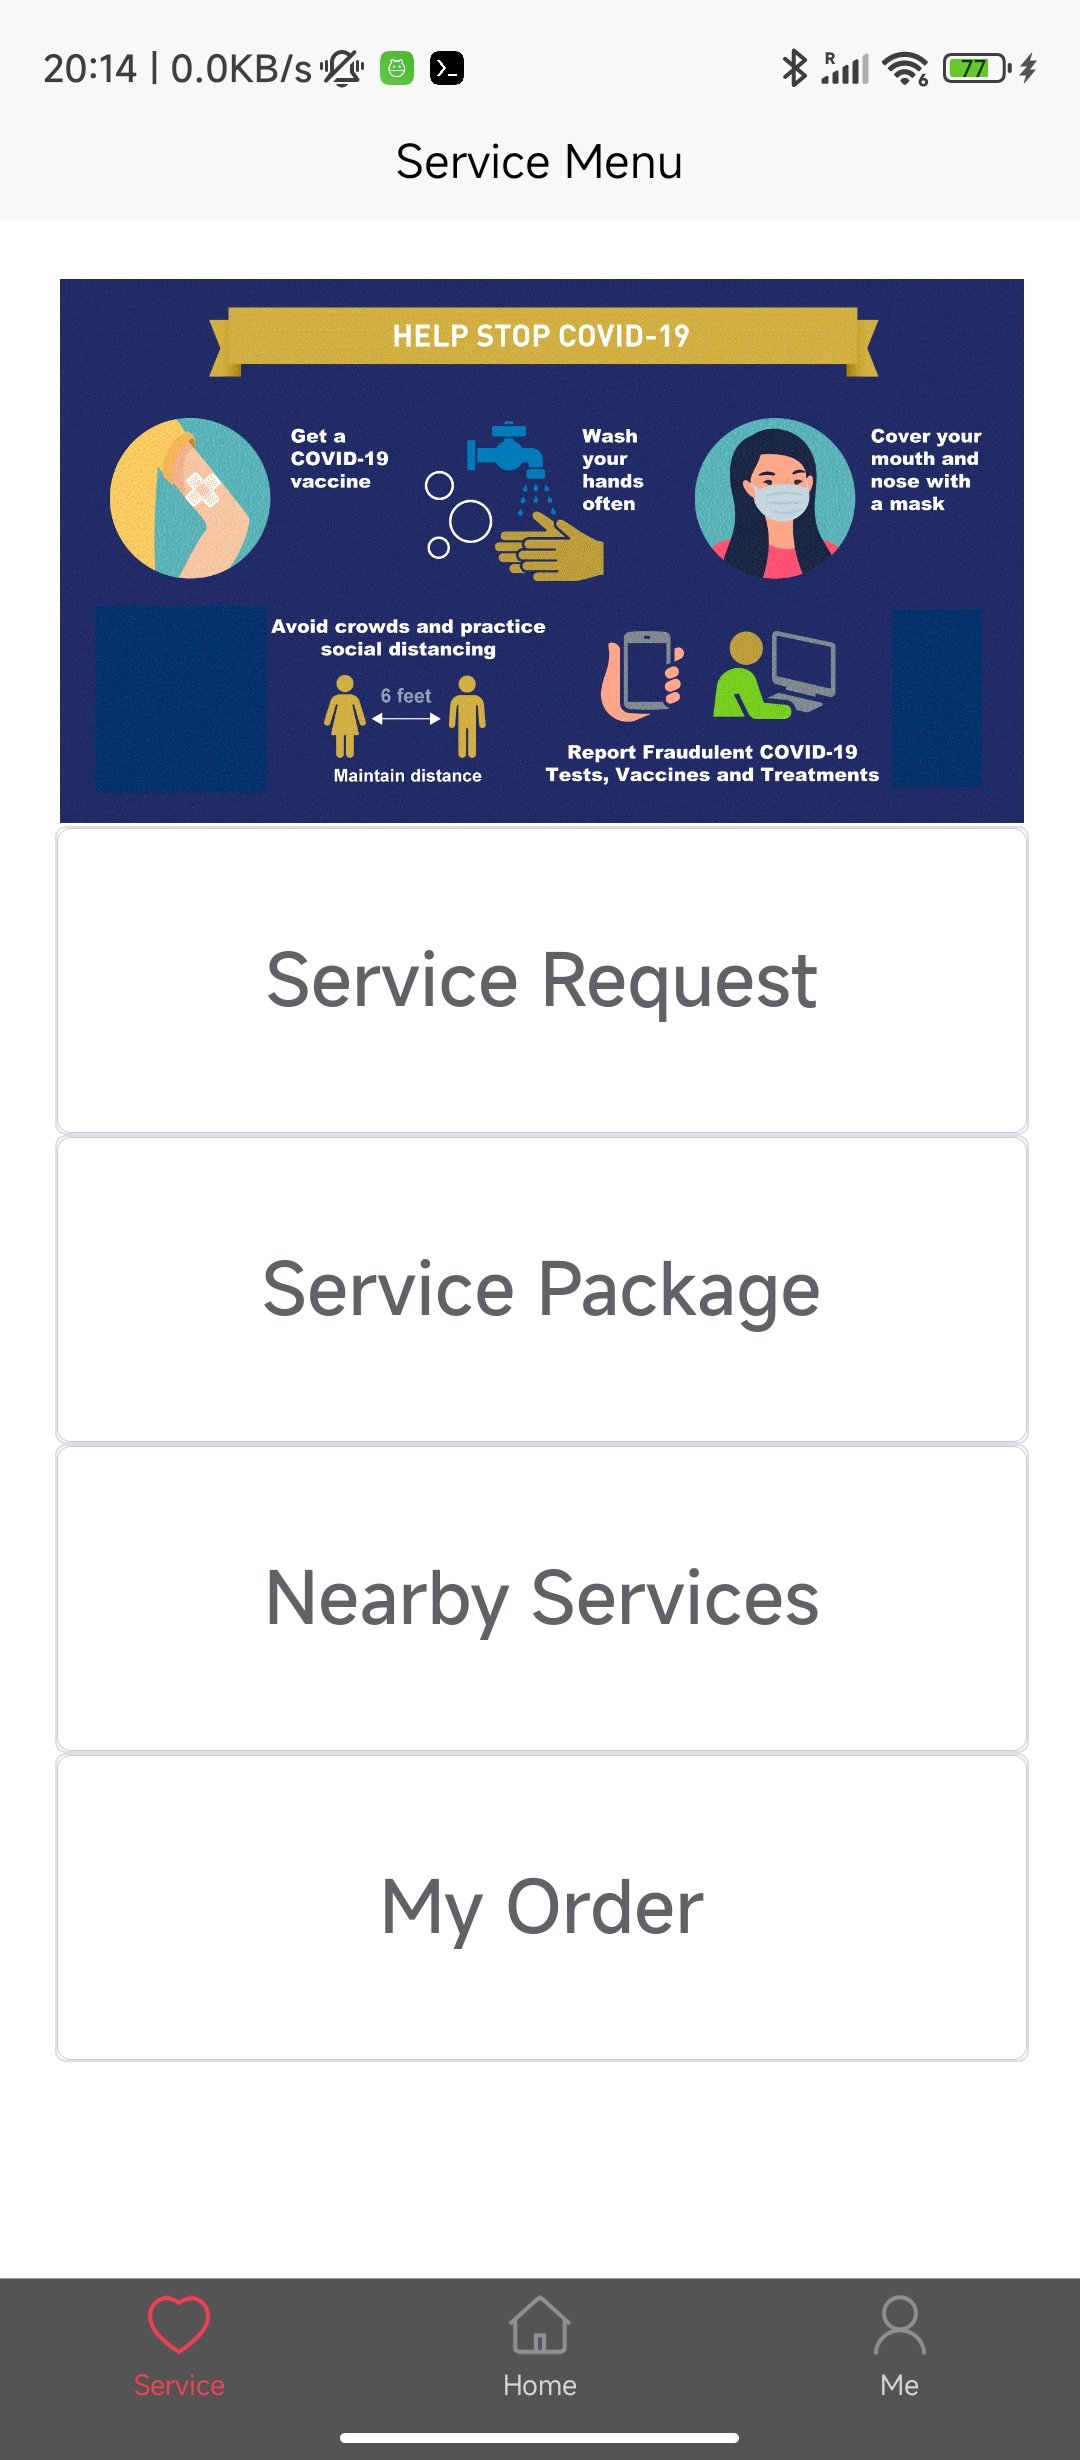 20:14 | 0.0KB/s
R
6
77
Service Menu
HELP STOP COVID-19
Get a
COVID-19
vaccine
Wash
your
hands
often
Cover your
mouth and
nose with
a mask
Avoid crowds and practice
social distancing
6 feet
Maintain distance
Report Fraudulent COVID-19
Tests, Vaccines and Treatments
Service Request
Service Package
Nearby Services
My Order
Service
Home
Me